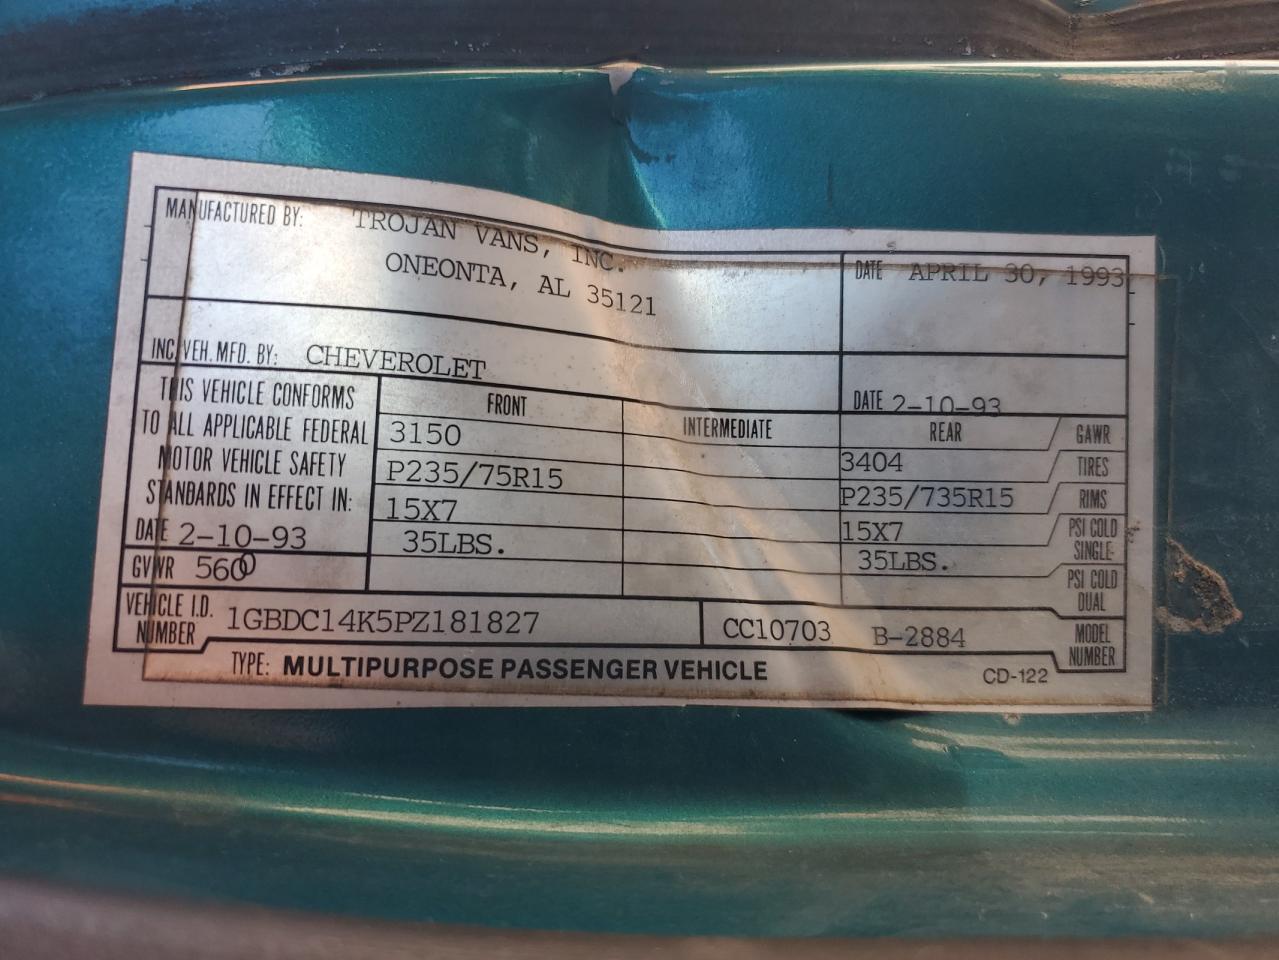 MANUFACTURED BY: TROJAN VANS, INC.
ONEONTA, AL 35121
DATE APRIL 30, 1993
INC. VEH. MFD. BY: CHEVEROLET
DATE 2-10-93
THIS VEHICLE CONFORMS
TO ALL APPLICABLE FEDERAL
MOTOR VEHICLE SAFETY
STANDARDS IN EFFECT IN:
DATE 2-10-93
GVWR 5600
FRONT INTERMEDIATE REAR
3150 3404 GAWR
P235/75R15 P235/735R15 TIRES
15X7 15X7 RIMS
35LBS. 35LBS. PSI COLD SINGLE
PSI COLD DUAL
VEHICLE I.D. NUMBER 1GBDC14K5PZ181827 CC10703 B-2884 MODEL NUMBER
TYPE: MULTIPURPOSE PASSENGER VEHICLE
CD-122